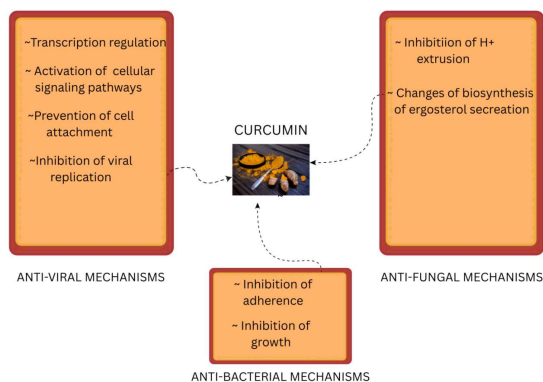 ~Transcription regulation
~ Activation of cellular
signaling pathways
~Prevention of cell
attachment
~Inhibition of viral
replication
ANTI-VIRAL MECHANISMS
CURCUMIN
~ Inhibitiion of H+
extrusion
~ Changes of biosynthesis
of ergosterol secreation
ANTI-FUNGAL MECHANISMS
~ Inhibition of
adherence
~ Inhibition of
growth
ANTI-BACTERIAL MECHANISMS